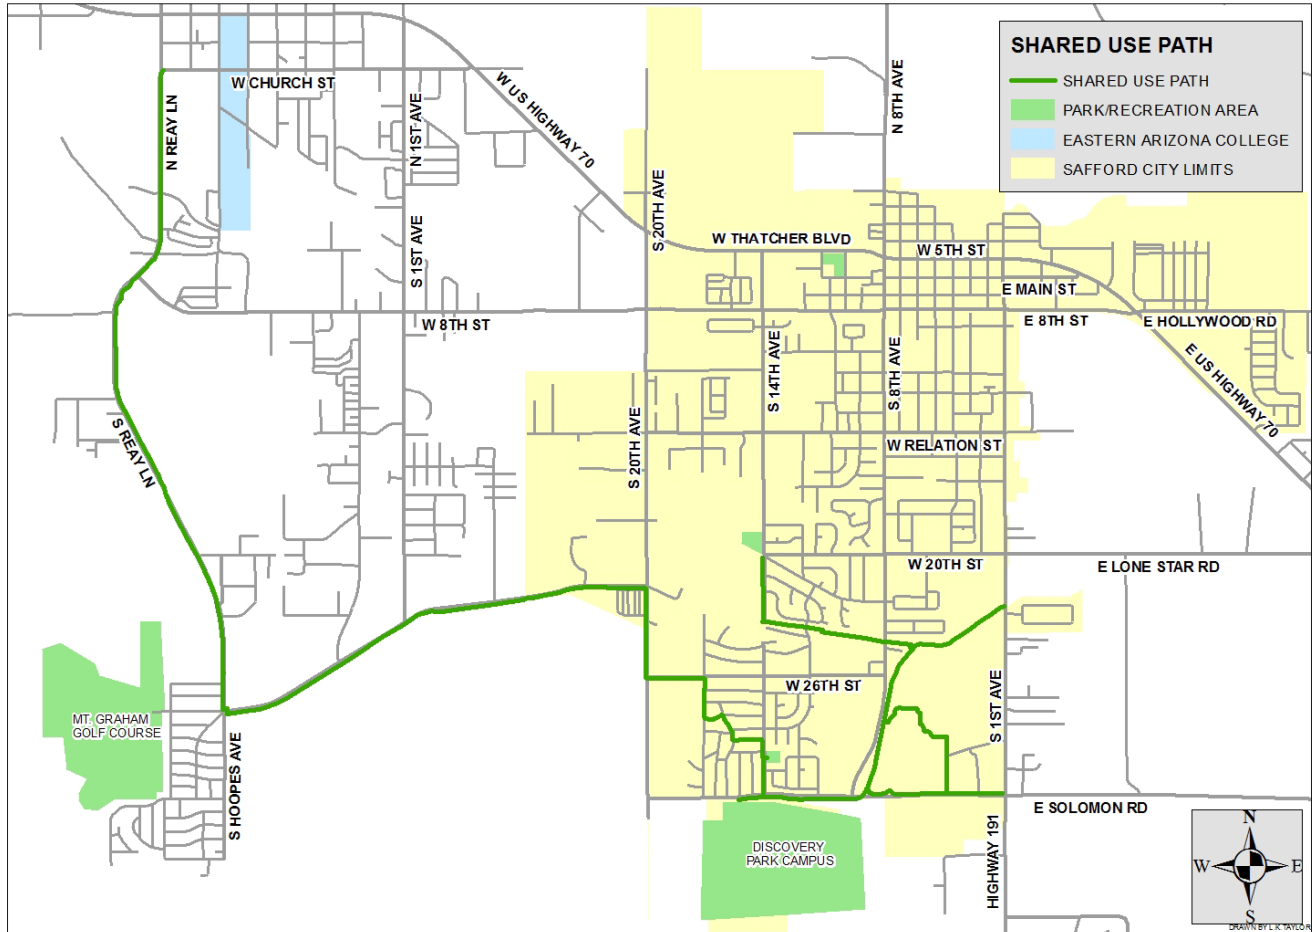 SHARED USE PATH
SHARED USE PATH
PARK/RECREATION AREA
EASTERN ARIZONA COLLEGE
SAFFORD CITY LIMITS
W CHURCH ST
N REAY LN
N 1ST AVE
W US HIGHWAY 70
N 8TH AVE
S 20TH AVE
S 1ST AVE
W THATCHER BLVD
W 5TH ST
E MAIN ST
W 8TH ST
E 8TH ST
E HOLLYWOOD RD
S 14TH AVE
S 8TH AVE
E US HIGHWAY 70
S REAY LN
S 20TH AVE
W RELATION ST
W 20TH ST
E LONE STAR RD
W 26TH ST
S 1ST AVE
MT. GRAHAM
GOLF COURSE
S HOOPES AVE
E SOLOMON RD
DISCOVERY
PARK CAMPUS
HIGHWAY 191
N
W E
S
DRAWN BY L.K.TAYLOR